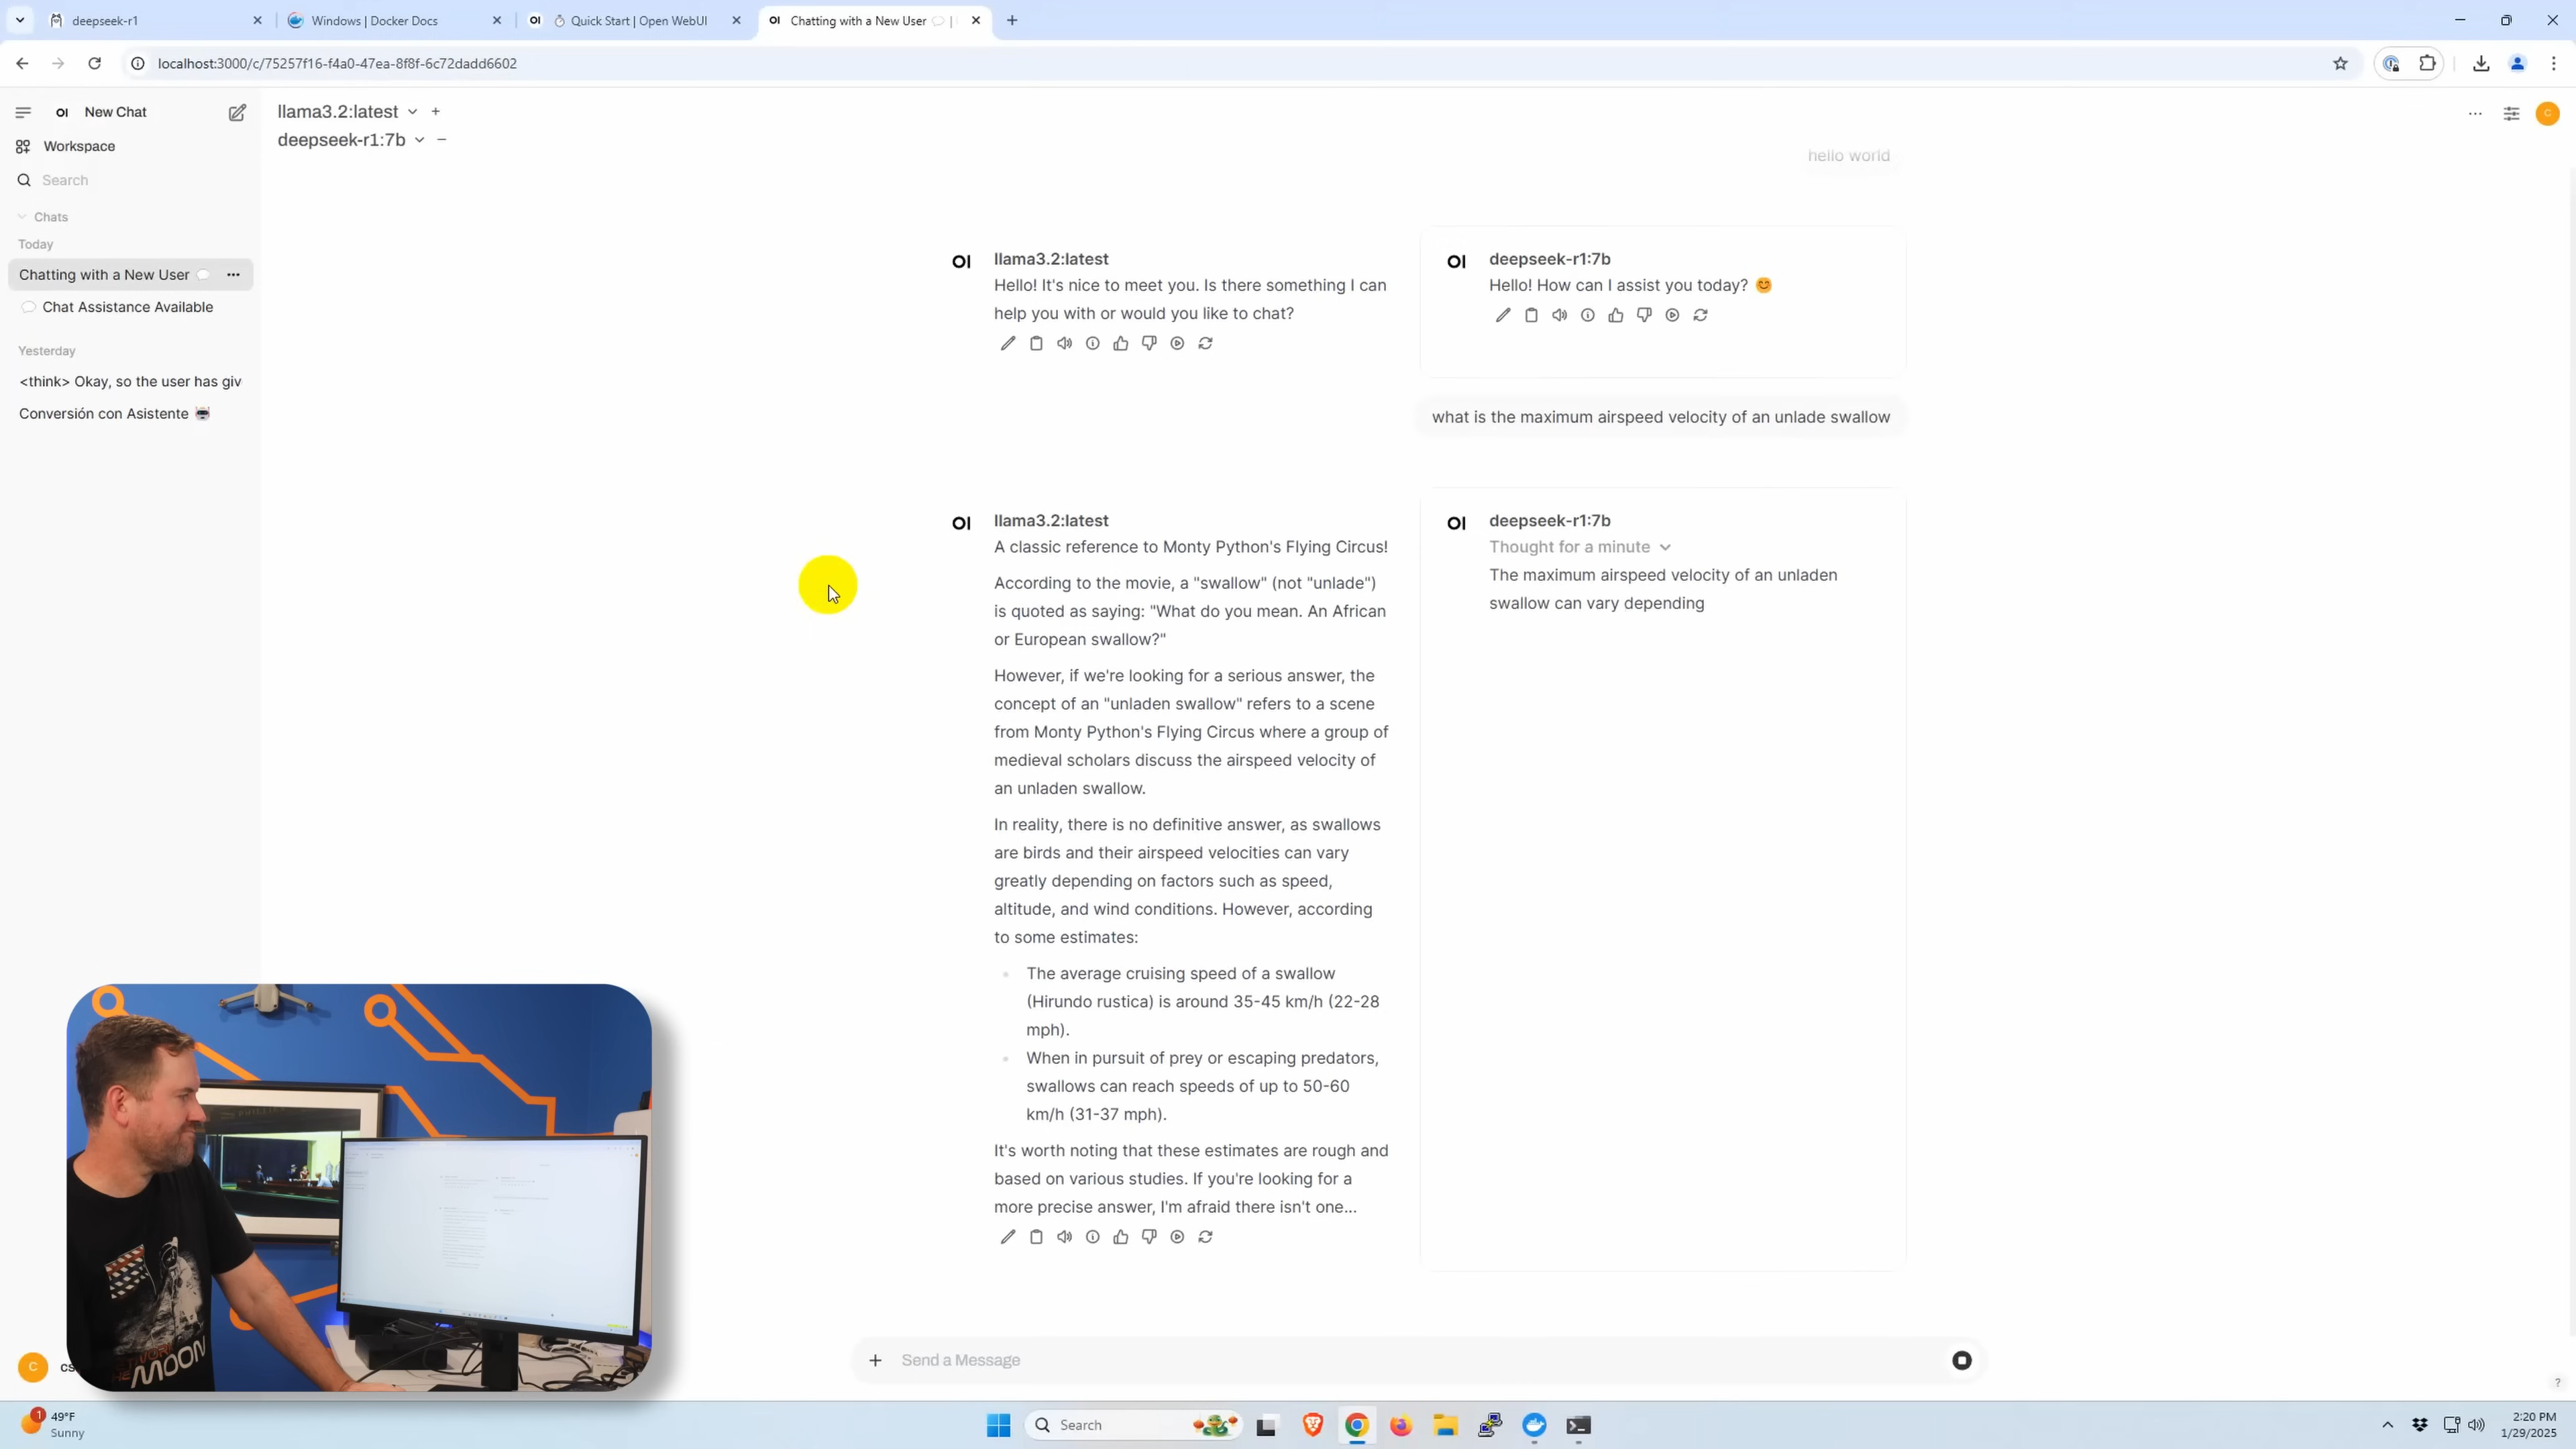 deepseek-r1
Windows | Docker Docs
OI Quick Start | Open WebUI
OI Chatting with a New User
localhost:3000/c/75257f16-f4a0-47ea-8f8f-6c72dadd6602
OI New Chat
Workspace
Search
Chats
Today
Chatting with a New User
Chat Assistance Available
Yesterday
<think> Okay, so the user has giv
Conversión con Asistente
llama3.2:latest
deepseek-r1:7b
C
hello world
OI llama3.2:latest
Hello! It's nice to meet you. Is there something I can
help you with or would you like to chat?
OI deepseek-r1:7b
Hello! How can I assist you today? 😊
what is the maximum airspeed velocity of an unlade swallow
OI llama3.2:latest
A classic reference to Monty Python's Flying Circus!
According to the movie, a "swallow" (not "unlade")
is quoted as saying: "What do you mean. An African
or European swallow?"
However, if we're looking for a serious answer, the
concept of an "unladen swallow" refers to a scene
from Monty Python's Flying Circus where a group of
medieval scholars discuss the airspeed velocity of
an unladen swallow.
In reality, there is no definitive answer, as swallows
are birds and their airspeed velocities can vary
greatly depending on factors such as speed,
altitude, and wind conditions. However, according
to some estimates:
The average cruising speed of a swallow
(Hirundo rustica) is around 35-45 km/h (22-28
mph).
When in pursuit of prey or escaping predators,
swallows can reach speeds of up to 50-60
km/h (31-37 mph).
It's worth noting that these estimates are rough and
based on various studies. If you're looking for a
more precise answer, I'm afraid there isn't one...
OI deepseek-r1:7b
Thought for a minute
The maximum airspeed velocity of an unladen
swallow can vary depending
Send a Message
C cs
MOON
?
1
49°F
Sunny
Search
2:20 PM
1/29/2025